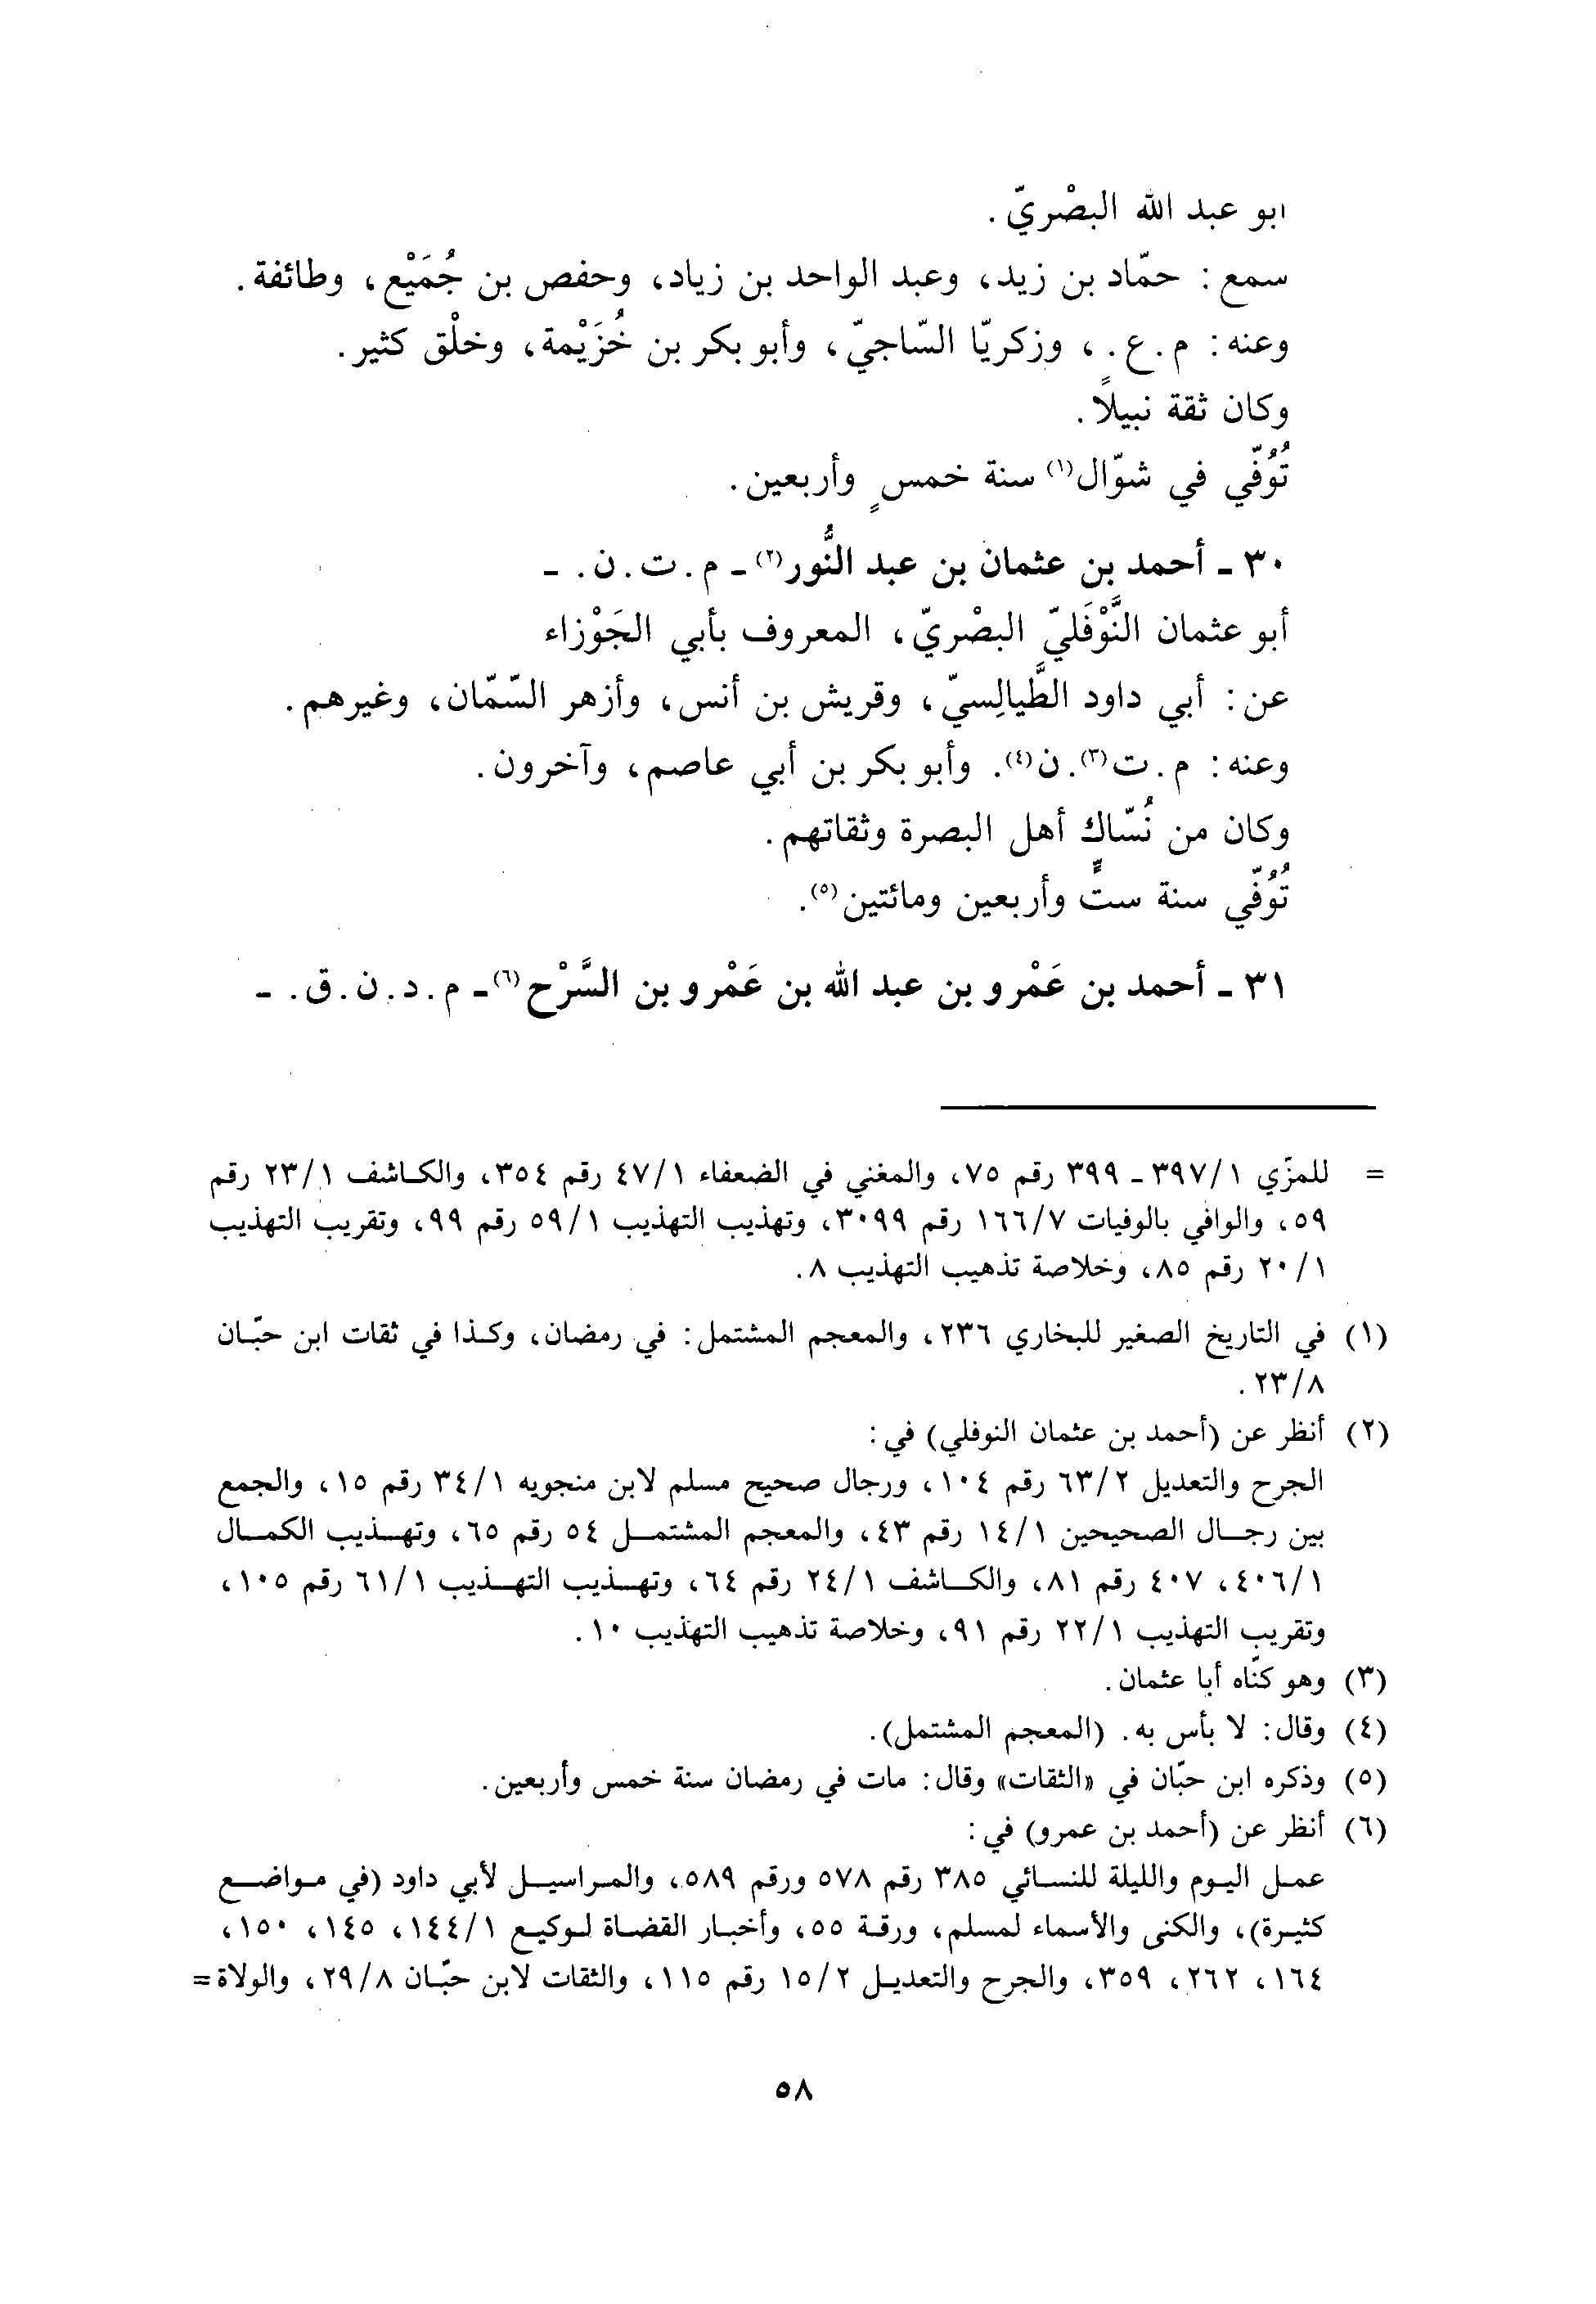 ابو عبد الله البصْريّ.
سمع: حمّاد بن زيد، وعبد الواحد بن زياد، وحفص بن جُمَيْع، وطائفة.
وعنه: م.ع.، وزكريّا السّاجيّ، وأبو بكر بن خُزَيْمة، وخلْق كثير.
وكان ثقة نبيلًا.
تُوُفّي في شوّال(١) سنة خمسٍ وأربعين.
٣٠ - أحمد بن عثمان بن عبد النُّور(٢) - م.ت.ن. -
أبو عثمان النَّوْفَليّ البصْريّ، المعروف بأبي الجَوْزاء
عن: أبي داود الطَّيالِسيّ، وقريش بن أنس، وأزهر السّمّان، وغيرهم.
وعنه: م.ت(٣).ن(٤). وأبو بكر بن أبي عاصم، وآخرون.
وكان من نُسّاك أهل البصرة وثقاتهم.
تُوُفّي سنة ستٍّ وأربعين ومائتين(٥).
٣١ - أحمد بن عَمْرو بن عبد الله بن عَمْرو بن السَّرْح(٦) - م.د.ن.ق. -
= للمزّي ٣٩٧/١ - ٣٩٩ رقم ٧٥، والمغني في الضعفاء ٤٧/١ رقم ٣٥٤، والكاشف ٢٣/١ رقم
٥٩، والوافي بالوفيات ١٦٦/٧ رقم ٣٠٩٩، وتهذيب التهذيب ٥٩/١ رقم ٩٩، وتقريب التهذيب
٢٠/١ رقم ٨٥، وخلاصة تذهيب التهذيب ٨.
(١) في التاريخ الصغير للبخاري ٢٣٦، والمعجم المشتمل: في رمضان، وكذا في ثقات ابن حبّان
٢٣/٨.
(٢) أنظر عن (أحمد بن عثمان النوفلي) في:
الجرح والتعديل ٦٣/٢ رقم ١٠٤، ورجال صحيح مسلم لابن منجويه ٣٤/١ رقم ١٥، والجمع
بين رجال الصحيحين ١٤/١ رقم ٤٣، والمعجم المشتمل ٥٤ رقم ٦٥، وتهذيب الكمال
٤٠٦/١، ٤٠٧ رقم ٨١، والكاشف ٢٤/١ رقم ٦٤، وتهذيب التهذيب ٦١/١ رقم ١٠٥،
وتقريب التهذيب ٢٢/١ رقم ٩١، وخلاصة تذهيب التهذيب ١٠.
(٣) وهو كنّاه أبا عثمان.
(٤) وقال: لا بأس به. (المعجم المشتمل).
(٥) وذكره ابن حبّان في «الثقات» وقال: مات في رمضان سنة خمس وأربعين.
(٦) أنظر عن (أحمد بن عمرو) في:
عمل اليوم والليلة للنسائي ٣٨٥ رقم ٥٧٨ ورقم ٥٨٩، والمراسيل لأبي داود (في مواضع
كثيرة)، والكنى والأسماء لمسلم، ورقة ٥٥، وأخبار القضاة لوكيع ١٤٤/١، ١٤٥، ١٥٠،
١٦٤، ٢٦٢، ٣٥٩، والجرح والتعديل ١٥/٢ رقم ١١٥، والثقات لابن حبّان ٢٩/٨، والولاة=
٥٨